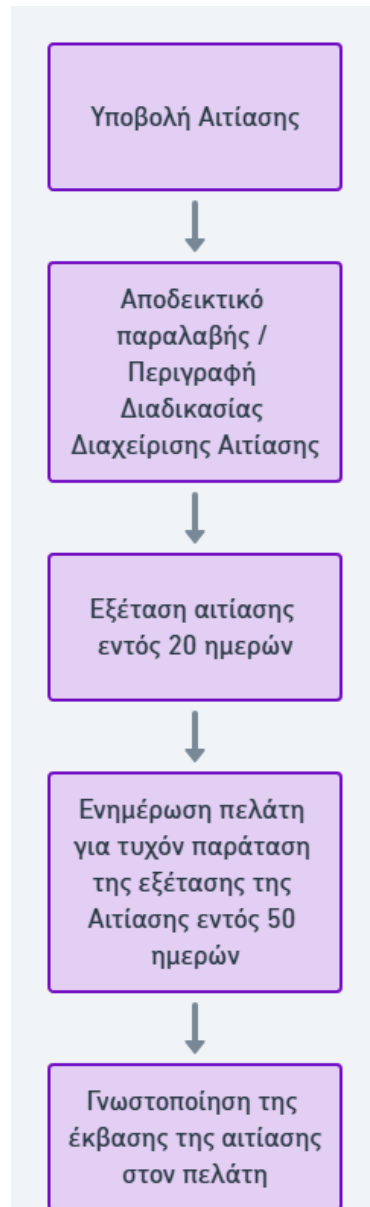 Υποβολή Αιτίασης
Αποδεικτικό
παραλαβής /
Περιγραφή
Διαδικασίας
Διαχείρισης Αιτίασης
Εξέταση αιτίασης
εντός 20 ημερών
Ενημέρωση πελάτη
για τυχόν παράταση
της εξέτασης της
Αιτίασης εντός 50
ημερών
Γνωστοποίηση της
έκβασης της αιτίασης
στον πελάτη